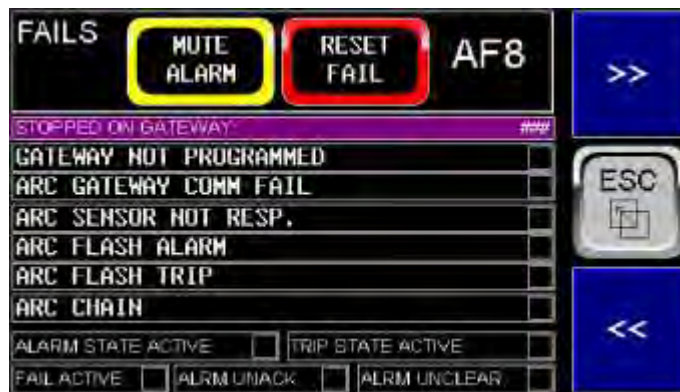 FAILS
MUTE ALARM
RESET FAIL
AF8
>>
STOPPED ON GATEWAY: ###
GATEWAY NOT PROGRAMMED
ARC GATEWAY COMM FAIL
ESC
ARC SENSOR NOT RESP.
ARC FLASH ALARM
ARC FLASH TRIP
ARC CHAIN
<<
ALARM STATE ACTIVE
TRIP STATE ACTIVE
FAIL ACTIVE
ALRM UNACK
ALRM UNCLEAR